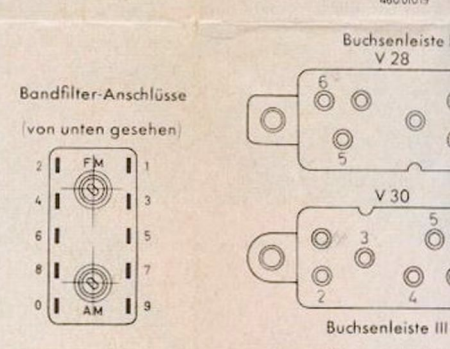 Buchsenleiste
V 28
6
5
Bandfilter-Anschlüsse
(von unten gesehen)
2 FM 1
4 3
6 5
8 7
0 AM 9
V 30
5
3
2 4
Buchsenleiste III